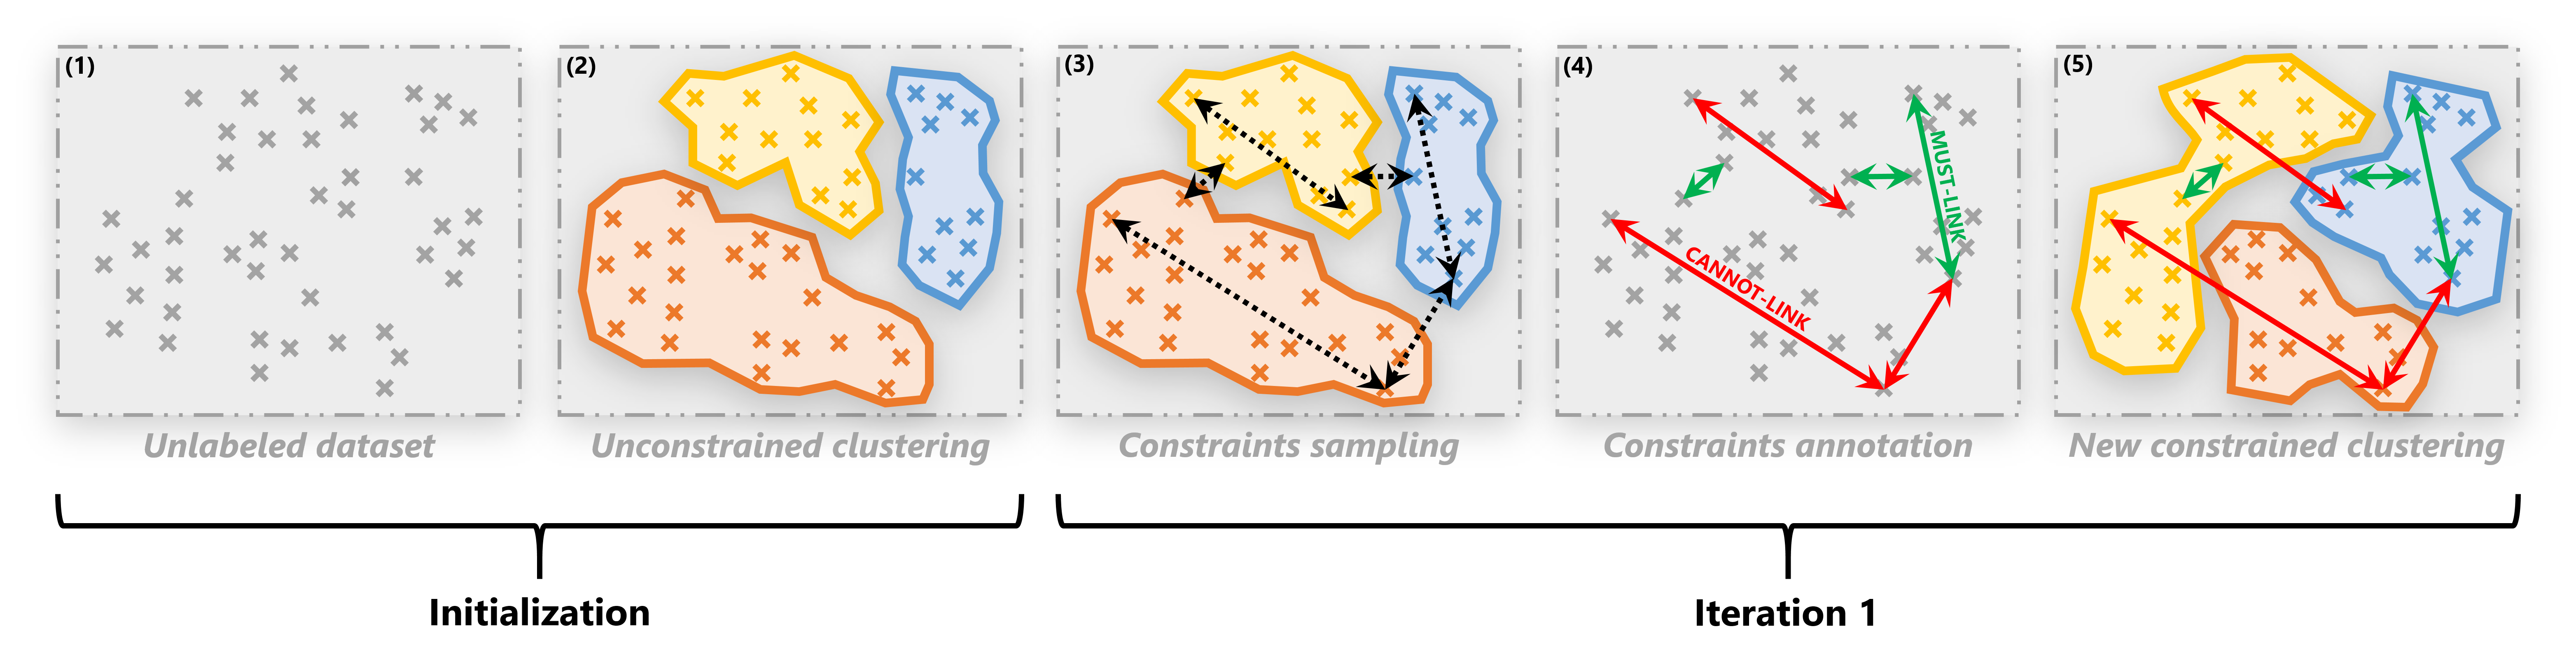 (1)
(2)
(3)
(4)
(5)
MUST-LINK
CANNOT-LINK
Unlabeled dataset
Unconstrained clustering
Constraints sampling
Constraints annotation
New constrained clustering
Initialization
Iteration 1